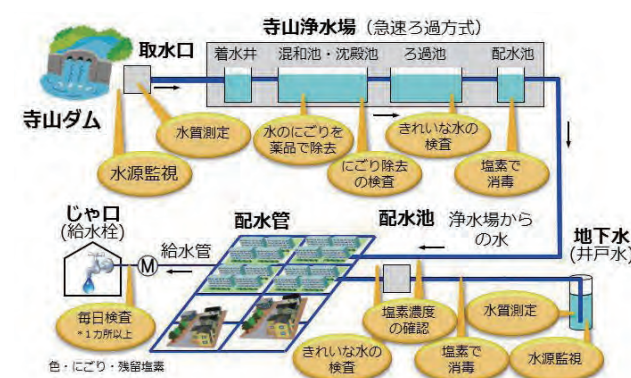 寺山浄水場 (急速ろ過方式)
取水口
着水井
混和池・沈殿池
ろ過池
配水池
寺山ダム
水質測定
水源監視
水のにごりを
薬品で除去
にごり除去
の検査
きれいな水の
検査
塩素で
消毒
じゃ口
(給水栓)
給水管
M
配水管
配水池
浄水場から
の水
地下水
(井戸水)
毎日検査
*1カ所以上
色・にごり・残留塩素
きれいな水の
検査
塩素濃度
の確認
塩素で
消毒
水質測定
水源監視